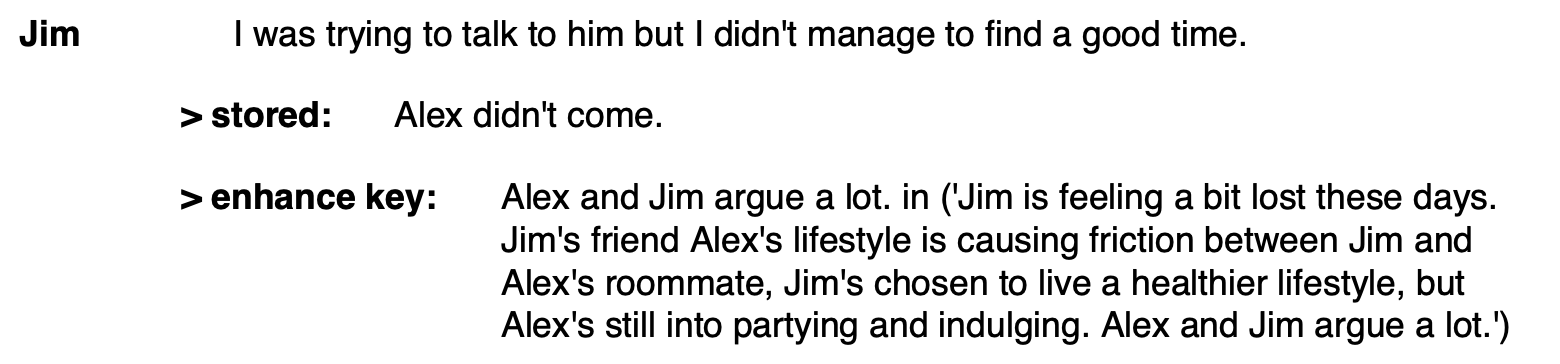 Jim I was trying to talk to him but I didn't manage to find a good time.
> stored: Alex didn't come.
> enhance key: Alex and Jim argue a lot. in ('Jim is feeling a bit lost these days.
Jim's friend Alex's lifestyle is causing friction between Jim and
Alex's roommate, Jim's chosen to live a healthier lifestyle, but
Alex's still into partying and indulging. Alex and Jim argue a lot.')